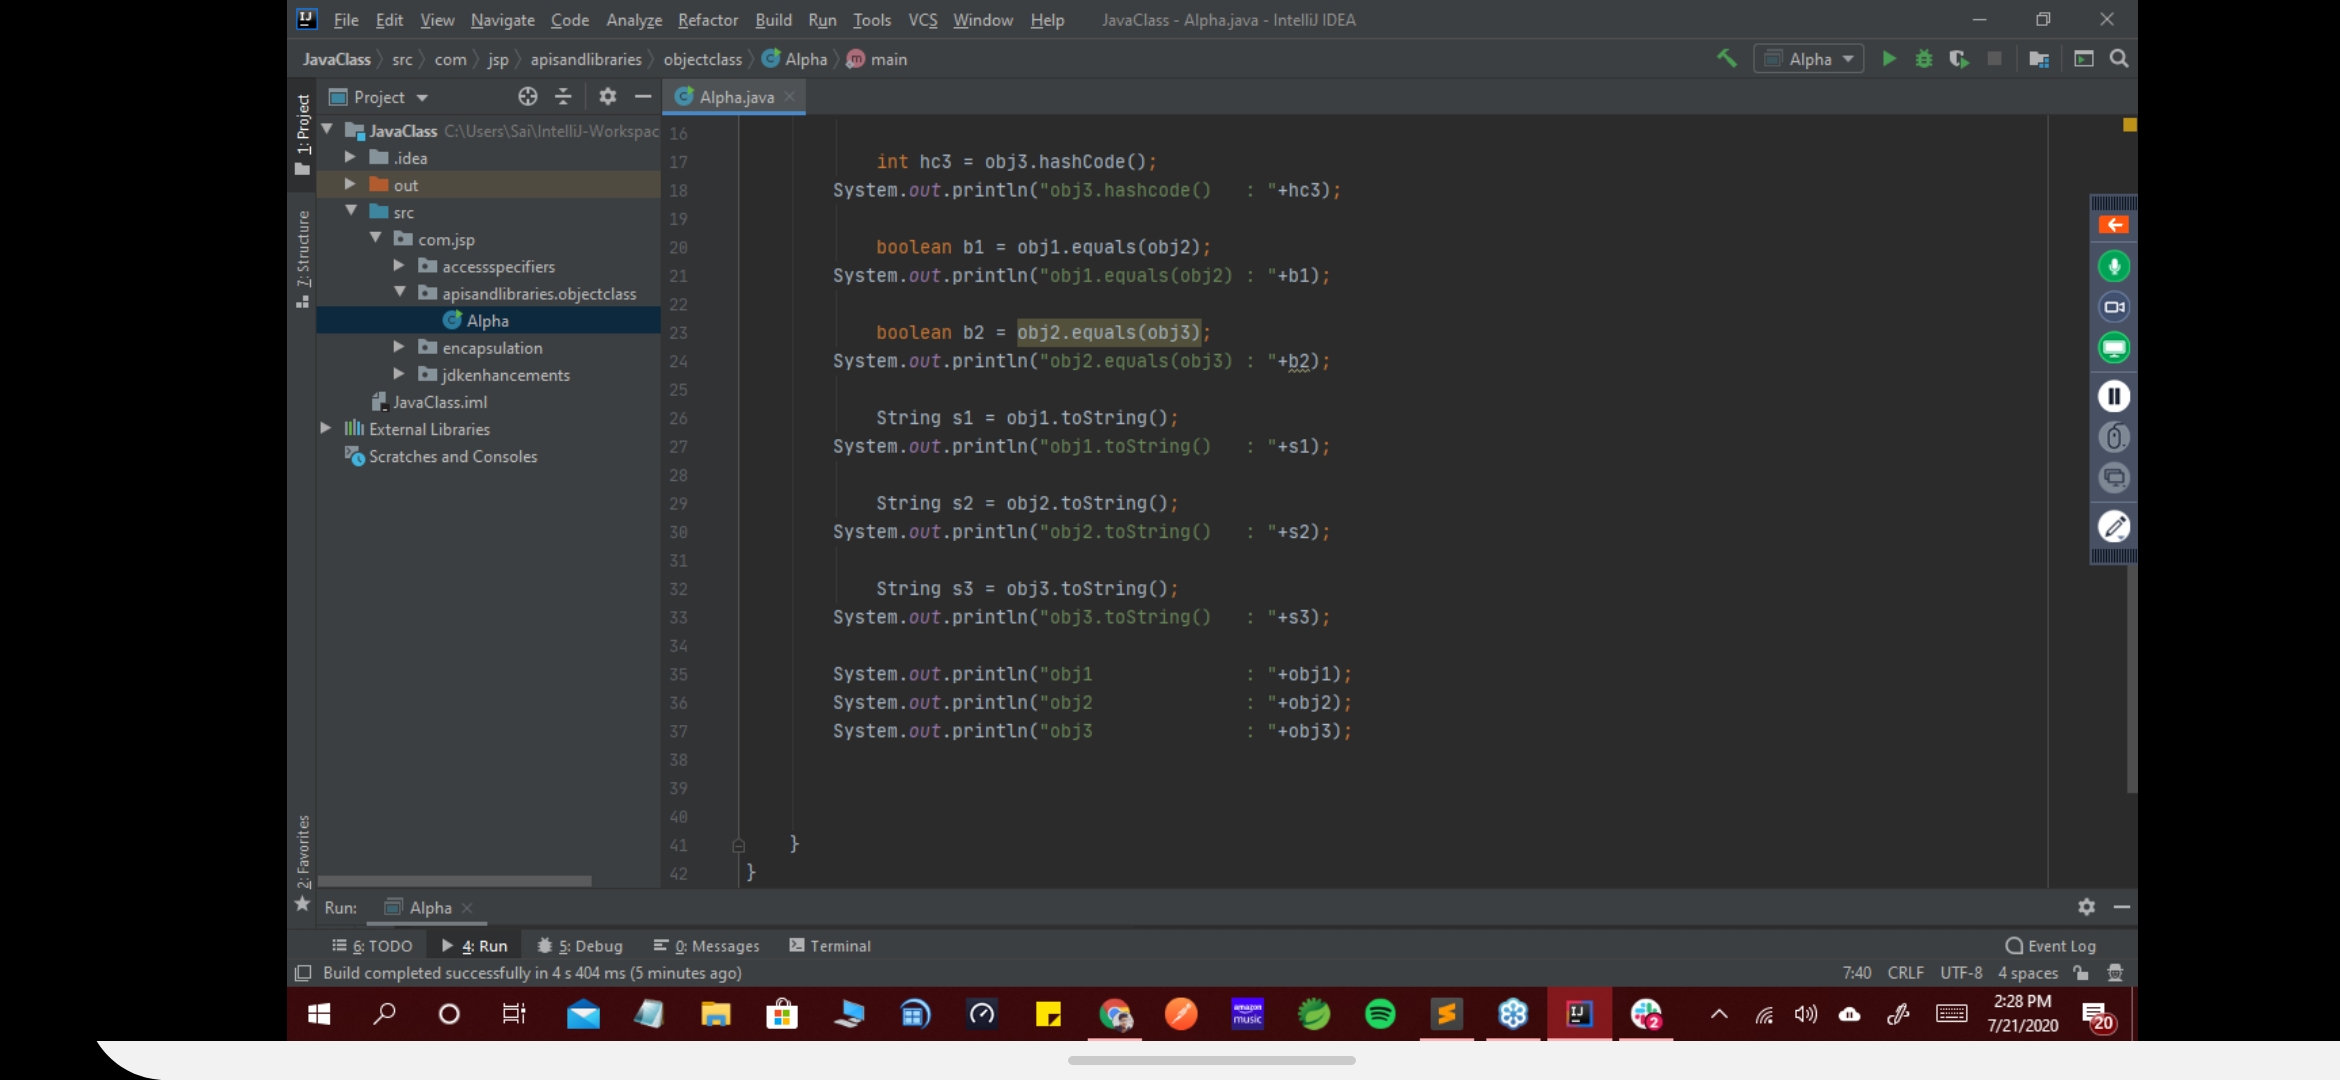 File Edit View Navigate Code Analyze Refactor Build Run Tools VCS Window Help JavaClass - Alpha.java - IntelliJ IDEA
JavaClass src com jsp apisandlibraries objectclass Alpha main Alpha
1: Project
7: Structure
2: Favorites
Project
JavaClass C:\Users\Sai\IntelliJ-Workspac
.idea
out
src
com.jsp
accessspecifiers
apisandlibraries.objectclass
Alpha
encapsulation
jdkenhancements
JavaClass.iml
External Libraries
Scratches and Consoles
Alpha.java
16
17 int hc3 = obj3.hashCode();
18 System.out.println("obj3.hashcode()   : "+hc3);
19
20 boolean b1 = obj1.equals(obj2);
21 System.out.println("obj1.equals(obj2) : "+b1);
22
23 boolean b2 = obj2.equals(obj3);
24 System.out.println("obj2.equals(obj3) : "+b2);
25
26 String s1 = obj1.toString();
27 System.out.println("obj1.toString()   : "+s1);
28
29 String s2 = obj2.toString();
30 System.out.println("obj2.toString()   : "+s2);
31
32 String s3 = obj3.toString();
33 System.out.println("obj3.toString()   : "+s3);
34
35 System.out.println("obj1              : "+obj1);
36 System.out.println("obj2              : "+obj2);
37 System.out.println("obj3              : "+obj3);
38
39
40
41 }
42 }
Run: Alpha
6: TODO 4: Run 5: Debug 0: Messages Terminal Event Log
Build completed successfully in 4 s 404 ms (5 minutes ago) 7:40 CRLF UTF-8 4 spaces
amazon music
2
2:28 PM
7/21/2020
20